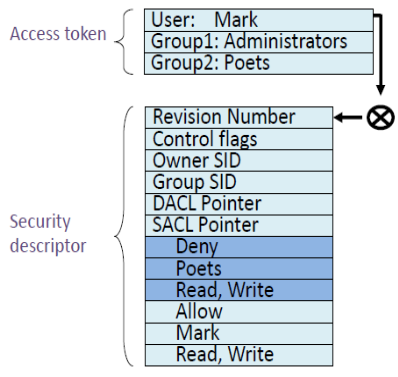 Access token
User: Mark
Group1: Administrators
Group2: Poets
Security
descriptor
Revision Number
Control flags
Owner SID
Group SID
DACL Pointer
SACL Pointer
Deny
Poets
Read, Write
Allow
Mark
Read, Write